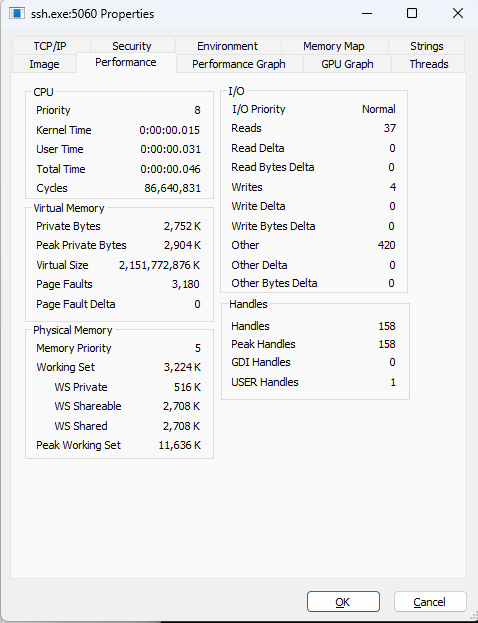 ssh.exe:5060 Properties
TCP/IP Security Environment Memory Map Strings
Image Performance Performance Graph GPU Graph Threads
CPU
Priority 8
Kernel Time 0:00:00.015
User Time 0:00:00.031
Total Time 0:00:00.046
Cycles 86,640,831
Virtual Memory
Private Bytes 2,752 K
Peak Private Bytes 2,904 K
Virtual Size 2,151,772,876 K
Page Faults 3,180
Page Fault Delta 0
Physical Memory
Memory Priority 5
Working Set 3,224 K
WS Private 516 K
WS Shareable 2,708 K
WS Shared 2,708 K
Peak Working Set 11,636 K
I/O
I/O Priority Normal
Reads 37
Read Delta 0
Read Bytes Delta 0
Writes 4
Write Delta 0
Write Bytes Delta 0
Other 420
Other Delta 0
Other Bytes Delta 0
Handles
Handles 158
Peak Handles 158
GDI Handles 0
USER Handles 1
OK Cancel